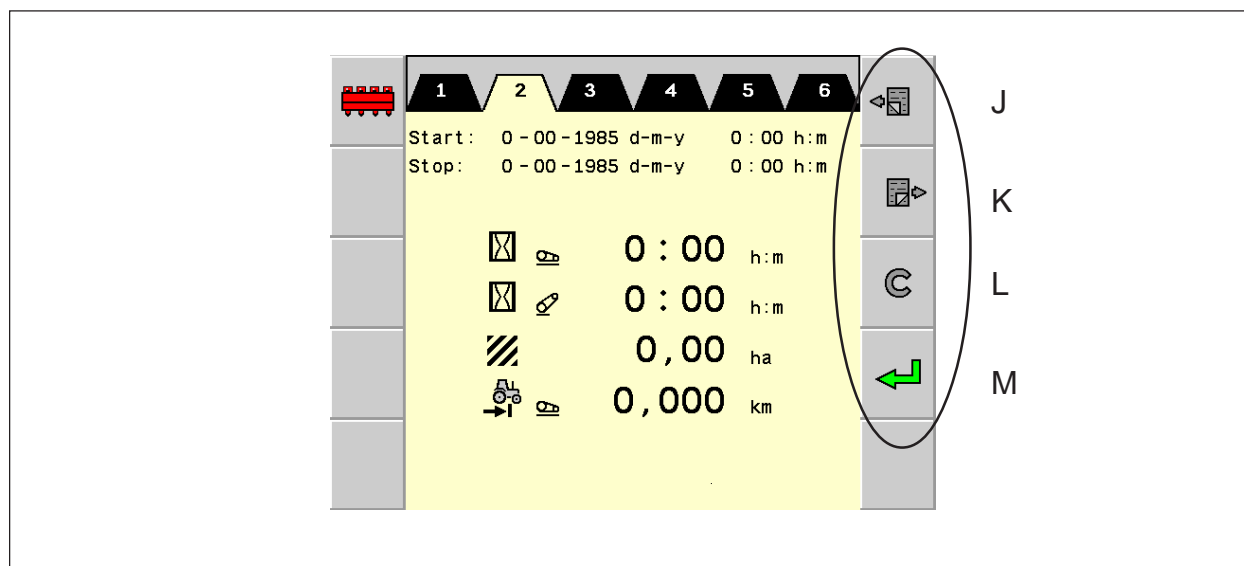 1 2 3 4 5 6
Start: 0-00-1985 d-m-y 0:00 h:m
Stop: 0-00-1985 d-m-y 0:00 h:m
0:00 h:m
0:00 h:m
0,00 ha
0,000 km
C
J
K
L
M